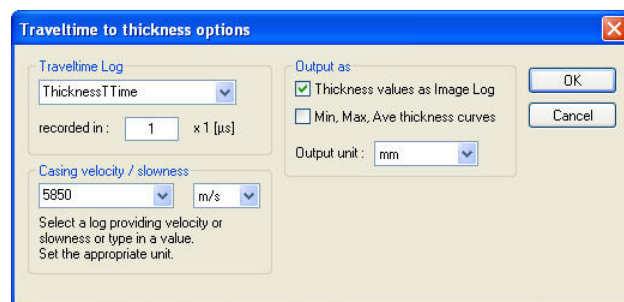 Traveltime to thickness options
Traveltime Log
ThicknessTTime
recorded in : 1 x 1 [µs]
Casing velocity / slowness
5850 m/s
Select a log providing velocity or
slowness or type in a value.
Set the appropriate unit.
Output as
Thickness values as Image Log
Min, Max, Ave thickness curves
Output unit : mm
OK
Cancel